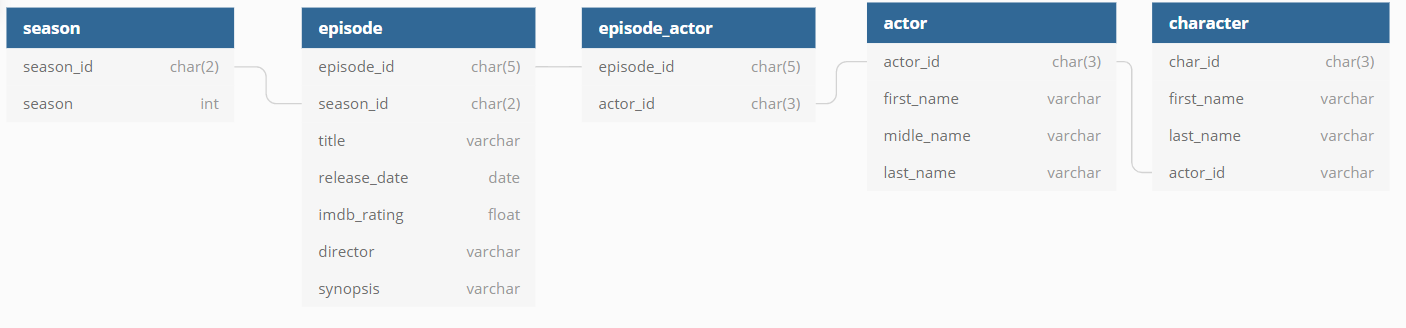 season
season_id char(2)
season int
episode
episode_id char(5)
season_id char(2)
title varchar
release_date date
imdb_rating float
director varchar
synopsis varchar
episode_actor
episode_id char(5)
actor_id char(3)
actor
actor_id char(3)
first_name varchar
midle_name varchar
last_name varchar
character
char_id char(3)
first_name varchar
last_name varchar
actor_id varchar